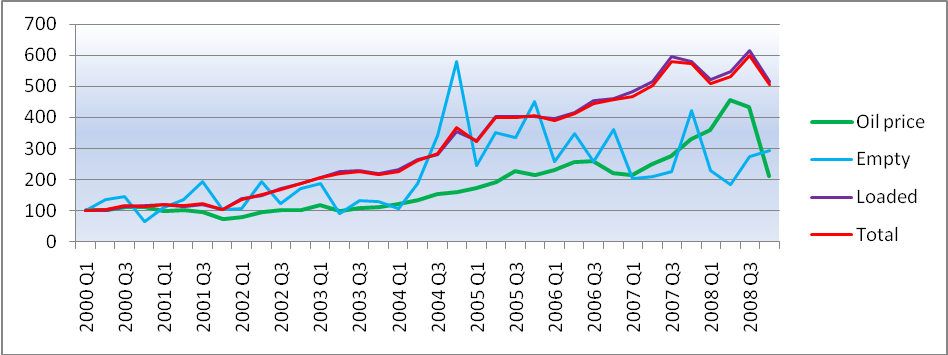 700
600
500
400
300
200
100
0
2000 Q1
2000 Q3
2001 Q1
2001 Q3
2002 Q1
2002 Q3
2003 Q1
2003 Q3
2004 Q1
2004 Q3
2005 Q1
2005 Q3
2006 Q1
2006 Q3
2007 Q1
2007 Q3
2008 Q1
2008 Q3
Oil price
Empty
Loaded
Total